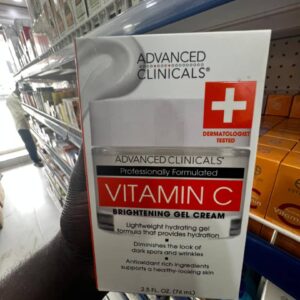 ADVANCED
CLINICALS®
DERMATOLOGIST
TESTED
ADVANCED CLINICALS®
Professionally Formulated
VITAMIN C
BRIGHTENING GEL CREAM
Lightweight hydrating gel
formula that provides hydration
Diminishes the look of
dark spots and wrinkles
Antioxidant rich-ingredients
supports a healthy-looking skin
2.5 FL. OZ. (74 mL)